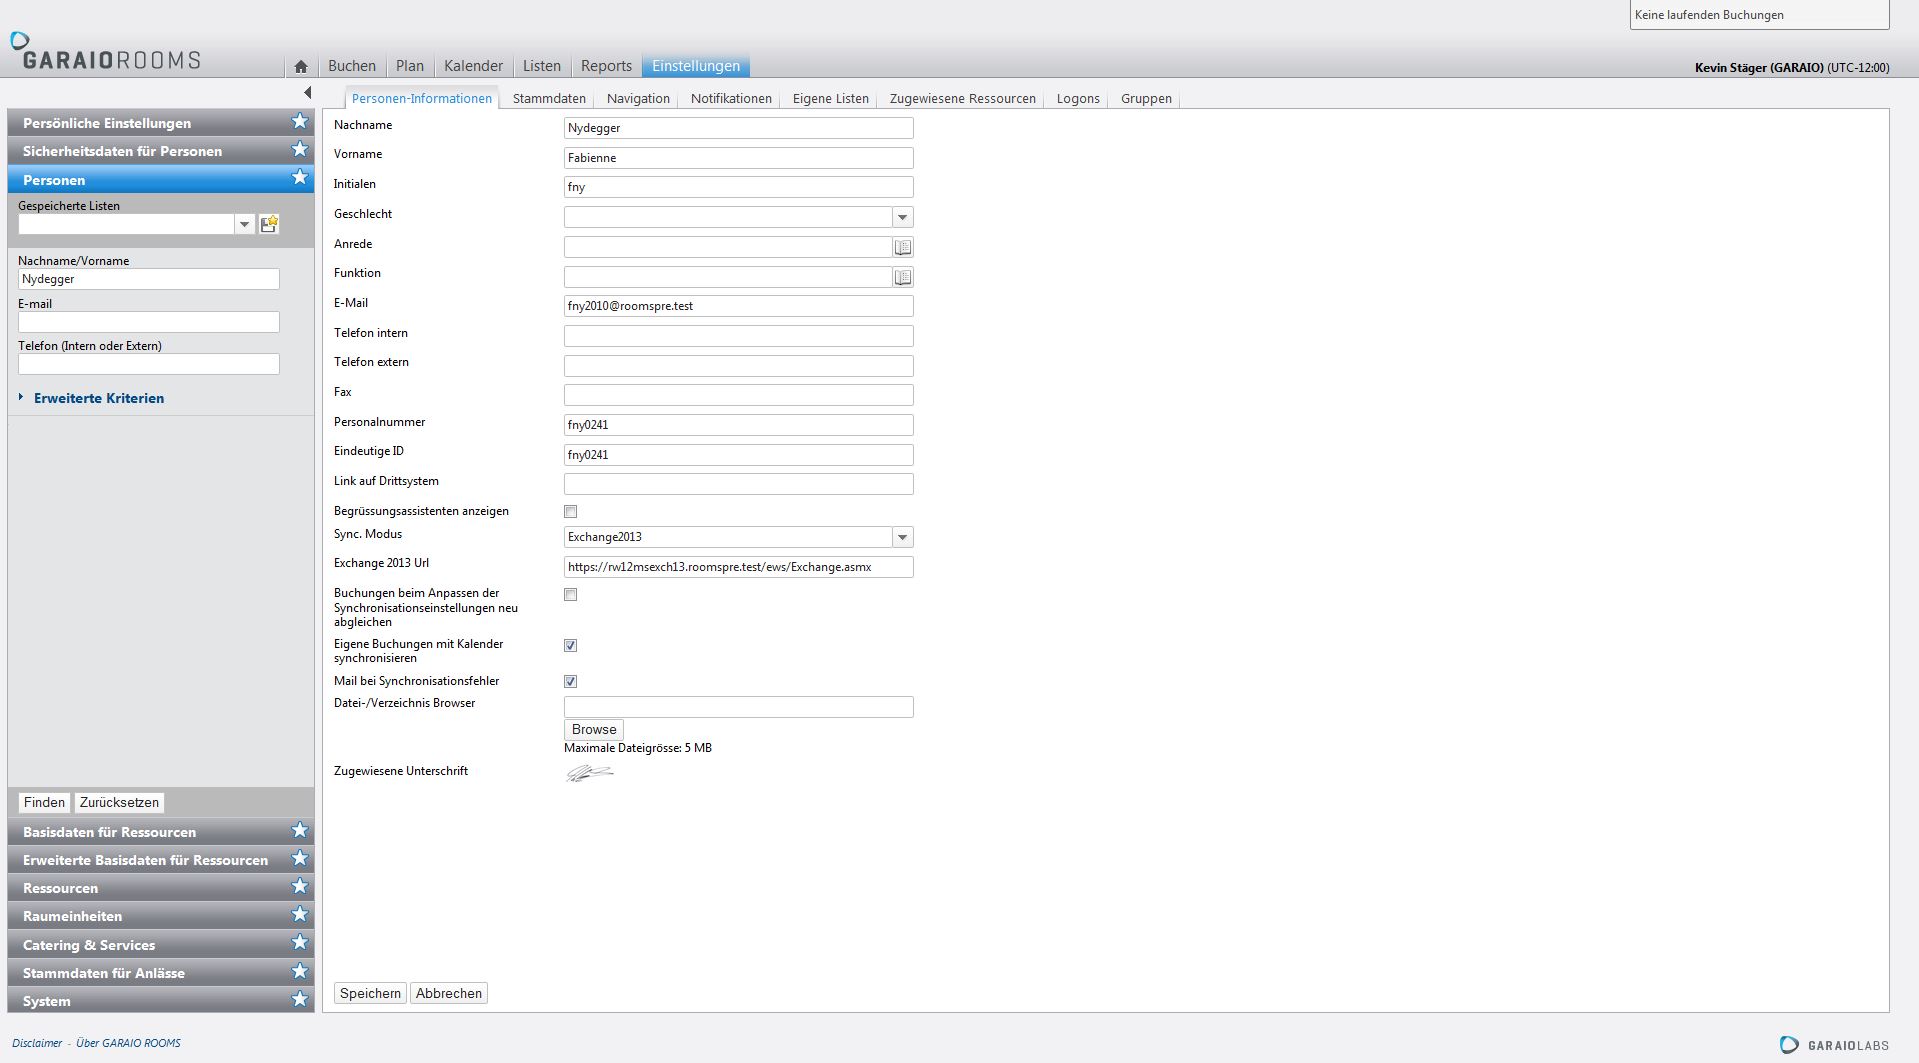 Keine laufenden Buchungen
GARAIOROOMS
Buchen
Plan
Kalender
Listen
Reports
Einstellungen
Kevin Stäger (GARAIO) (UTC-12:00)
Personen-Informationen
Stammdaten
Navigation
Notifikationen
Eigene Listen
Zugewiesene Ressourcen
Logons
Gruppen
Persönliche Einstellungen
Sicherheitsdaten für Personen
Personen
Gespeicherte Listen
Nachname/Vorname
Nydegger
E-mail
Telefon (Intern oder Extern)
Erweiterte Kriterien
Finden
Zurücksetzen
Basisdaten für Ressourcen
Erweiterte Basisdaten für Ressourcen
Ressourcen
Raumeinheiten
Catering & Services
Stammdaten für Anlässe
System
Nachname
Nydegger
Vorname
Fabienne
Initialen
fny
Geschlecht
Anrede
Funktion
E-Mail
fny2010@roomspre.test
Telefon intern
Telefon extern
Fax
Personalnummer
fny0241
Eindeutige ID
fny0241
Link auf Drittsystem
Begrüssungsassistenten anzeigen
Sync. Modus
Exchange2013
Exchange 2013 Url
https://rw12msexch13.roomspre.test/ews/Exchange.asmx
Buchungen beim Anpassen der
Synchronisationseinstellungen neu
abgleichen
Eigene Buchungen mit Kalender
synchronisieren
Mail bei Synchronisationsfehler
Datei-/Verzeichnis Browser
Browse
Maximale Dateigrösse: 5 MB
Zugewiesene Unterschrift
Speichern
Abbrechen
Disclaimer - Über GARAIO ROOMS
GARAIOLABS